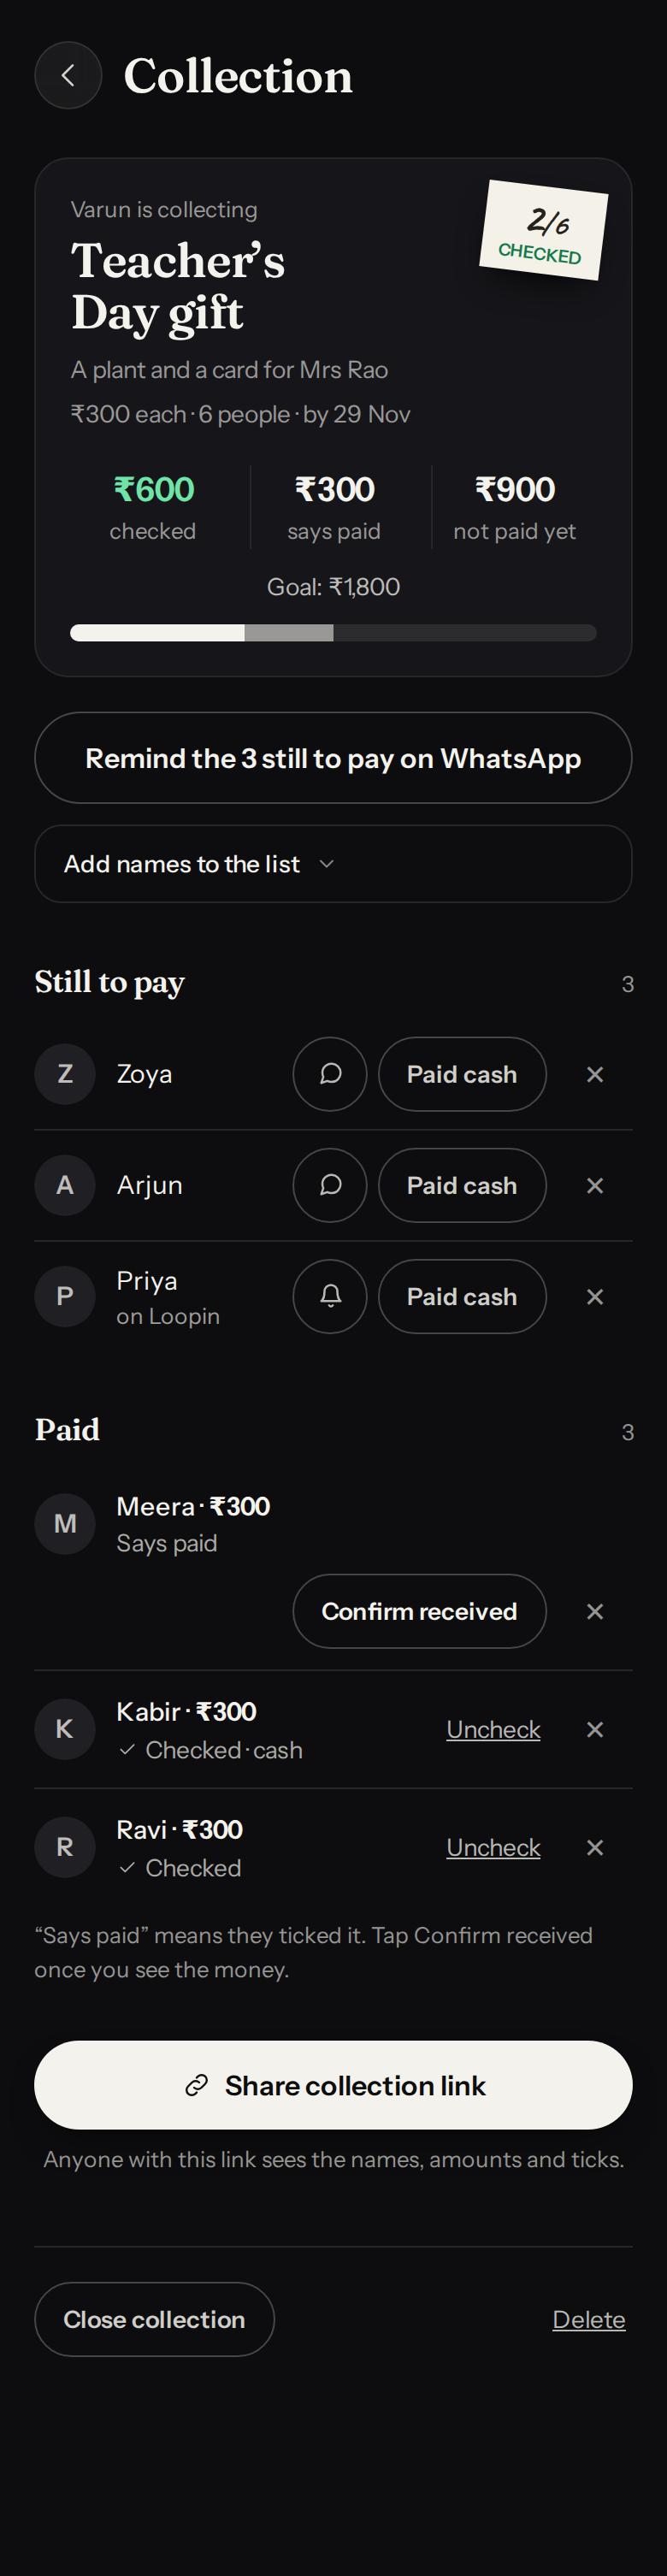 Collection
Varun is collecting
2/6
CHECKED
Teacher’s
Day gift
A plant and a card for Mrs Rao
₹300 each · 6 people · by 29 Nov
₹600
checked
₹300
says paid
₹900
not paid yet
Goal: ₹1,800
Remind the 3 still to pay on WhatsApp
Add names to the list
Still to pay 3
Z Zoya Paid cash ✕
A Arjun Paid cash ✕
P Priya Paid cash ✕
on Loopin
Paid 3
M Meera · ₹300
Says paid
Confirm received ✕
K Kabir · ₹300
✓ Checked · cash
Uncheck ✕
R Ravi · ₹300
✓ Checked
Uncheck ✕
“Says paid” means they ticked it. Tap Confirm received
once you see the money.
Share collection link
Anyone with this link sees the names, amounts and ticks.
Close collection
Delete